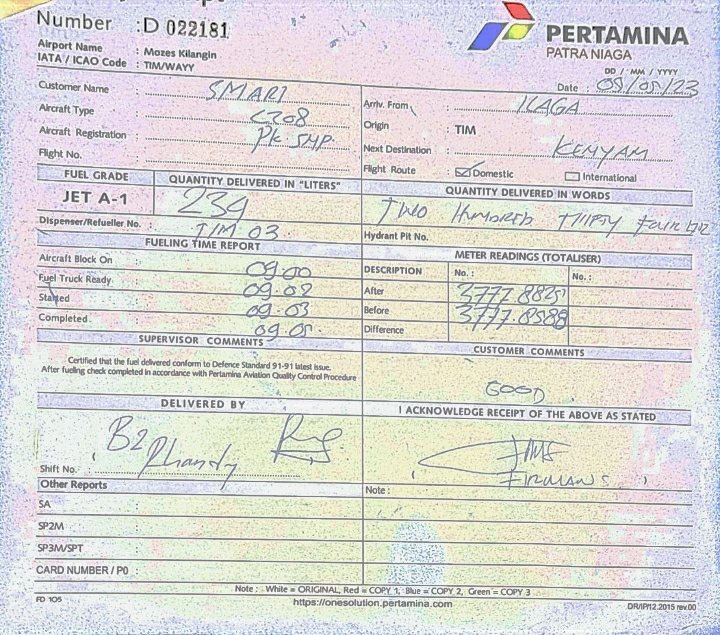 Number :D 022181
PERTAMINA
PATRA NIAGA
Airport Name : Mozes Kilangin
IATA / ICAO Code : TIM/WAYY
DD / MM / YYYY
Date : 09/05/23
Customer Name : SMART
Aircraft Type : C208
Aircraft Registration : PK SNP
Flight No. :
Arriv. From : ILAGA
Origin : TIM
Next Destination : KENYAM
Flight Route : Domestic International
FUEL GRADE
QUANTITY DELIVERED IN "LITERS"
QUANTITY DELIVERED IN WORDS
JET A-1
234
TWO HUNDRED THIRTY FOUR
Dispenser/Refueller No. : TIM 03
Hydrant Pit No.
FUELING TIME REPORT
METER READINGS (TOTALISER)
Aircraft Block On : 09.00
Fuel Truck Ready : 09.02
Started : 09.03
Completed : 09.05
DESCRIPTION No. : No. :
After 3777.8825
Before 3777.8588
Difference
SUPERVISOR COMMENTS
CUSTOMER COMMENTS
Certified that the fuel delivered conform to Defence Standard 91-91 latest issue.
After fueling check completed in accordance with Pertamina Aviation Quality Control Procedure
GOOD
DELIVERED BY
I ACKNOWLEDGE RECEIPT OF THE ABOVE AS STATED
B2
Rhandy
Shift No. :
( FIRMANS )
Other Reports
Note :
SA :
SP2M :
SP3M/SPT :
CARD NUMBER / P0 :
Note : White = ORIGINAL, Red = COPY 1, Blue = COPY 2, Green = COPY 3
FD 105
https://onesolution.pertamina.com
DR/IP/12.2015 rev.00